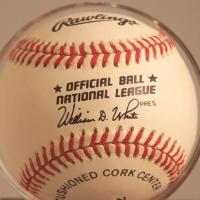 Rawlings
★ OFFICIAL BALL ★
NATIONAL LEAGUE
William D. White PRES.
CUSHIONED CORK CENTER